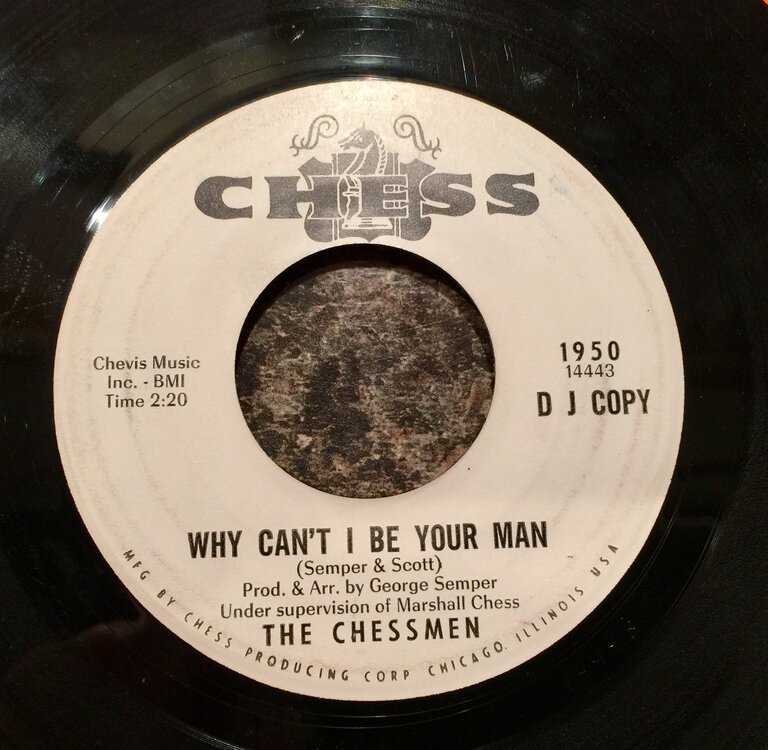 CHESS
Chevis Music
Inc. - BMI
Time 2:20
1950
14443
D J COPY
WHY CAN'T I BE YOUR MAN
(Semper & Scott)
Prod. & Arr. by George Semper
Under supervision of Marshall Chess
THE CHESSMEN
MFG BY CHESS PRODUCING CORP CHICAGO. ILLINOIS USA